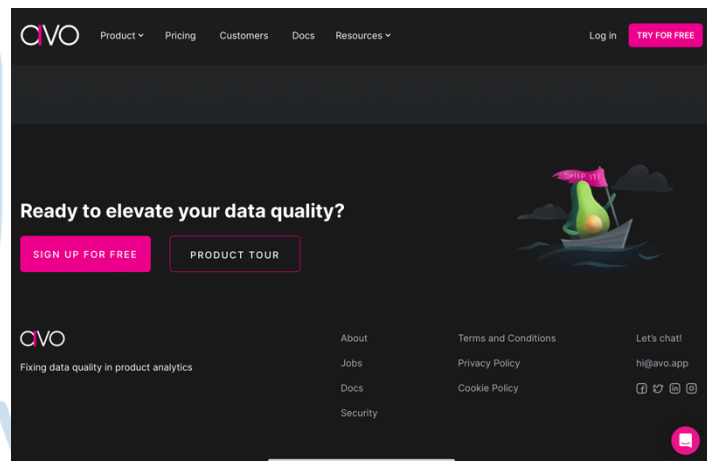 avo
Product
Pricing
Customers
Docs
Resources
Log in
TRY FOR FREE
SHIP IT!
Ready to elevate your data quality?
SIGN UP FOR FREE
PRODUCT TOUR
avo
Fixing data quality in product analytics
About
Jobs
Docs
Security
Terms and Conditions
Privacy Policy
Cookie Policy
Let's chat!
hi@avo.app